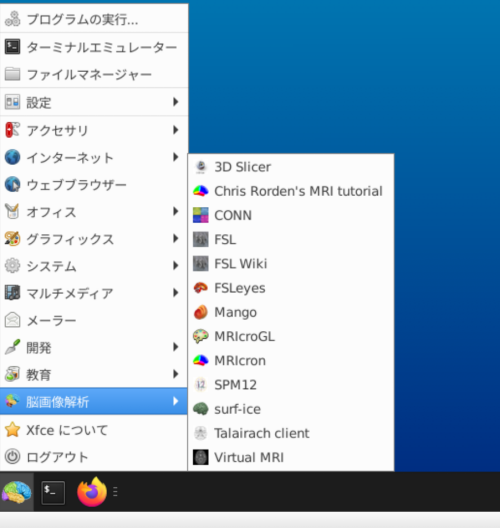 プログラムの実行...
ターミナルエミュレーター
ファイルマネージャー
設定
アクセサリ
インターネット
ウェブブラウザー
オフィス
グラフィックス
システム
マルチメディア
メーラー
開発
教育
脳画像解析
Xfce について
ログアウト
3D Slicer
Chris Rorden's MRI tutorial
CONN
FSL
FSL Wiki
FSLeyes
Mango
MRIcroGL
MRIcron
SPM12
surf-ice
Talairach client
Virtual MRI